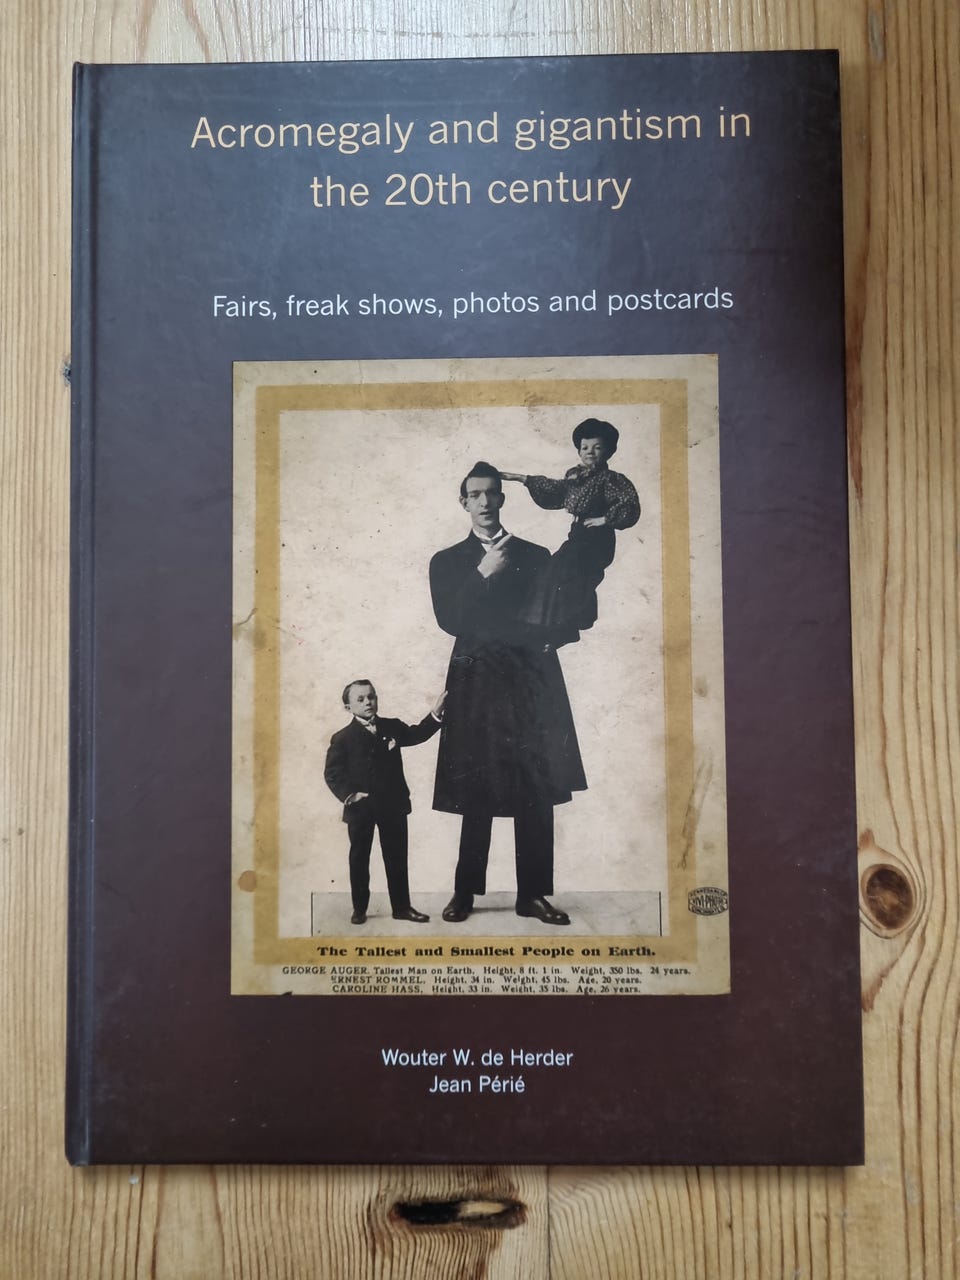 Acromegaly and gigantism in
the 20th century
Fairs, freak shows, photos and postcards
The Tallest and Smallest People on Earth.
GEORGE AUGER. Tallest Man on Earth, Height, 8 ft. 1 in. Weight, 350 lbs. 24 years.
ERNEST ROMMEL, Height, 34 in. Weight, 45 lbs. Age, 20 years.
CAROLINE HASS, Height, 33 in. Weight, 35 lbs. Age, 26 years.
Wouter W. de Herder
Jean Périé